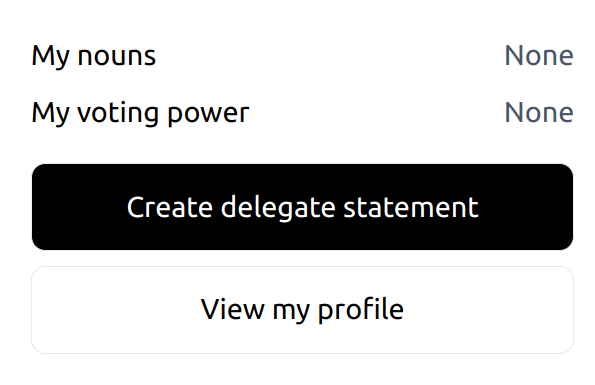 My nouns None
My voting power None
Create delegate statement
View my profile